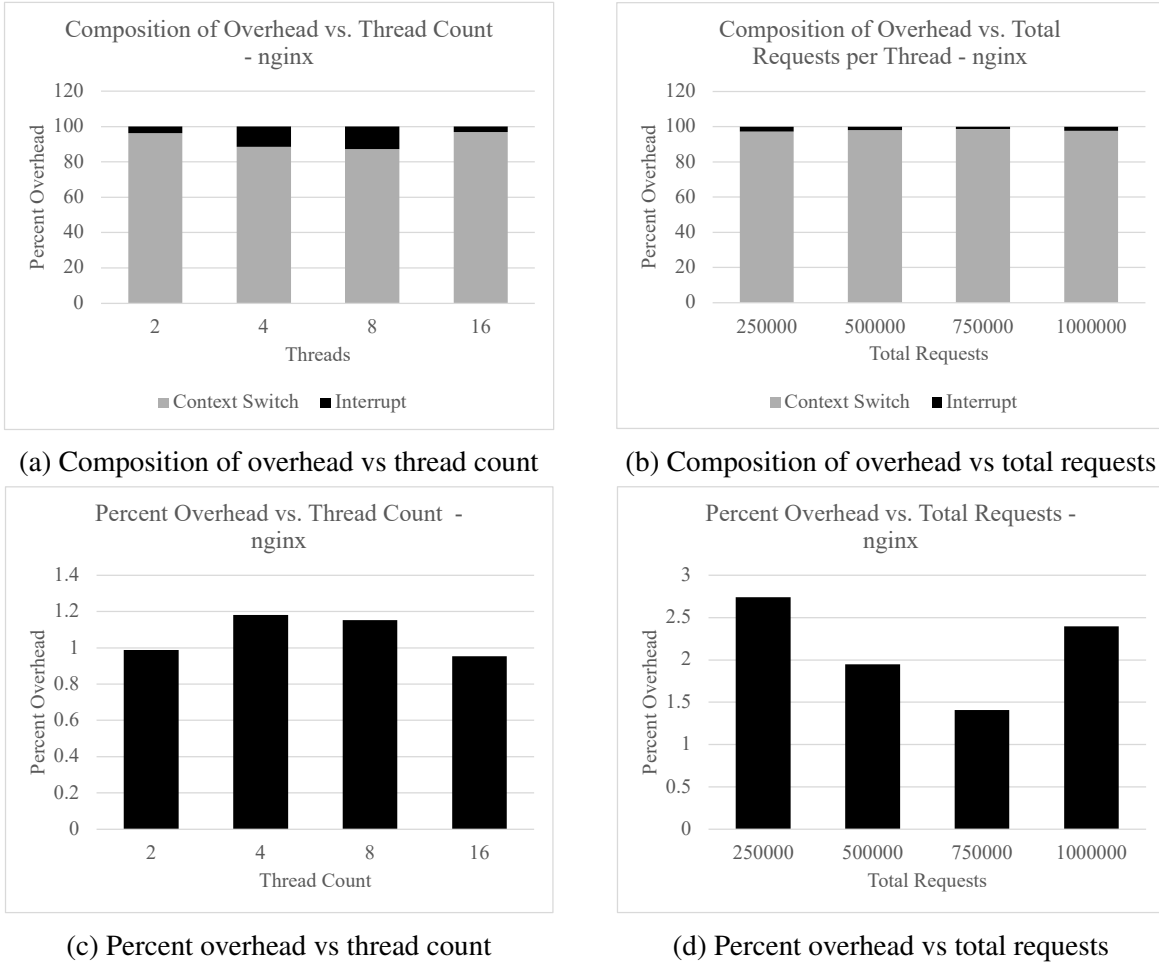 Composition of Overhead vs. Thread Count
- nginx
120
100
80
60
40
20
0
Percent Overhead
2 4 8 16
Threads
Context Switch Interrupt
(a) Composition of overhead vs thread count
Composition of Overhead vs. Total
Requests per Thread - nginx
120
100
80
60
40
20
0
Percent Overhead
250000 500000 750000 1000000
Total Requests
Context Switch Interrupt
(b) Composition of overhead vs total requests
Percent Overhead vs. Thread Count -
nginx
1.4
1.2
1
0.8
0.6
0.4
0.2
0
Percent Overhead
2 4 8 16
Thread Count
(c) Percent overhead vs thread count
Percent Overhead vs. Total Requests -
nginx
3
2.5
2
1.5
1
0.5
0
Percent Overhead
250000 500000 750000 1000000
Total Requests
(d) Percent overhead vs total requests